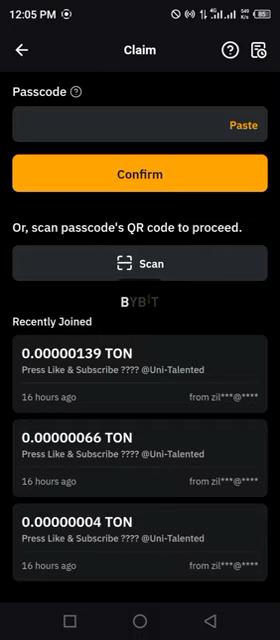 12:05 PM
4G
549
K/s
85
Claim
Passcode
Paste
Confirm
Or, scan passcode's QR code to proceed.
Scan
BYBIT
Recently Joined
0.00000139 TON
Press Like & Subscribe ???? @Uni-Talented
16 hours ago from zil***@****
0.00000066 TON
Press Like & Subscribe ???? @Uni-Talented
16 hours ago from zil***@****
0.00000004 TON
Press Like & Subscribe ???? @Uni-Talented
16 hours ago from zil***@****